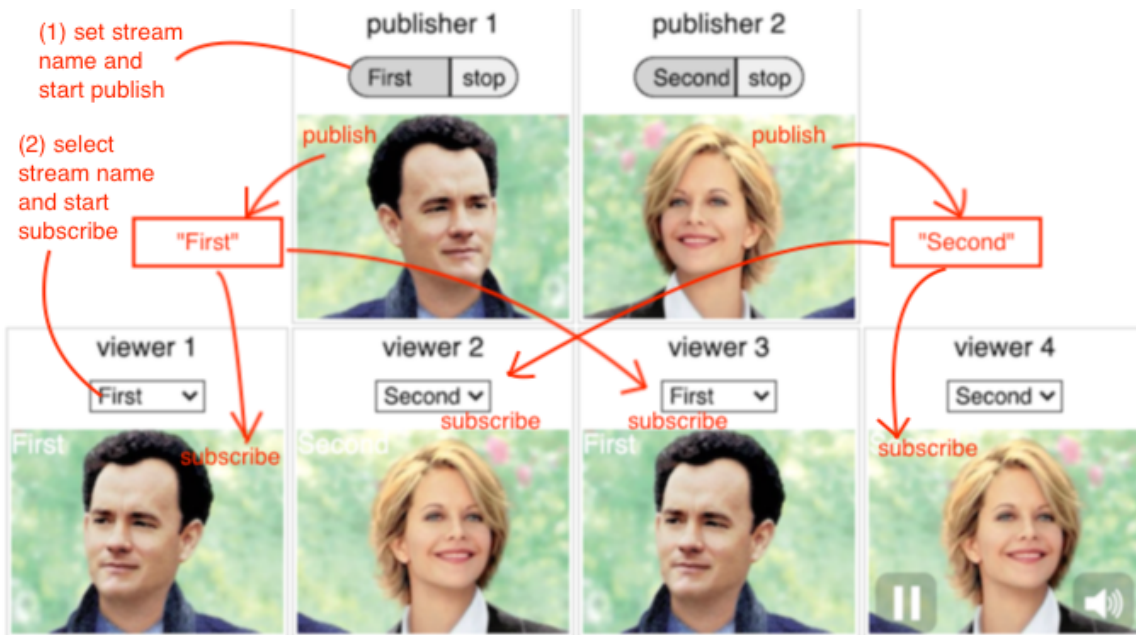 (1) set stream
name and
start publish
publisher 1
First stop
publisher 2
Second stop
(2) select
stream name
and start
subscribe
publish
publish
"First"
"Second"
viewer 1
viewer 2
viewer 3
viewer 4
First
Second
First
Second
subscribe
subscribe
First
subscribe
Second
First
subscribe